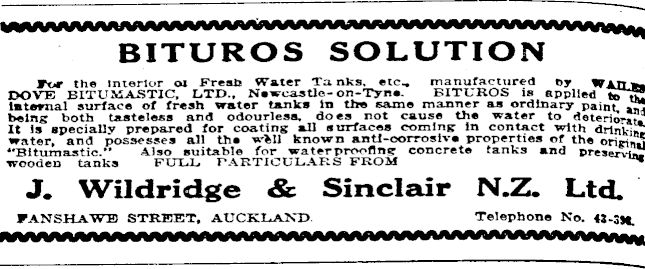 BITUROS SOLUTION
For the interior of Fresh Water Tanks, etc., manufactured by WAILES
DOVE BITUMASTIC, LTD., Newcastle-on-Tyne. BITUROS is applied to the
internal surface of fresh water tanks in the same manner as ordinary paint, and
being both tasteless and odourless, does not cause the water to deteriorate.
It is specially prepared for coating all surfaces coming in contact with drinking
water, and possesses all the well known anti-corrosive properties of the original
"Bitumastic." Also suitable for waterproofing concrete tanks and preserving
wooden tanks FULL PARTICULARS FROM
J. Wildridge & Sinclair N.Z. Ltd.
FANSHAWE STREET, AUCKLAND. Telephone No. 43-398.